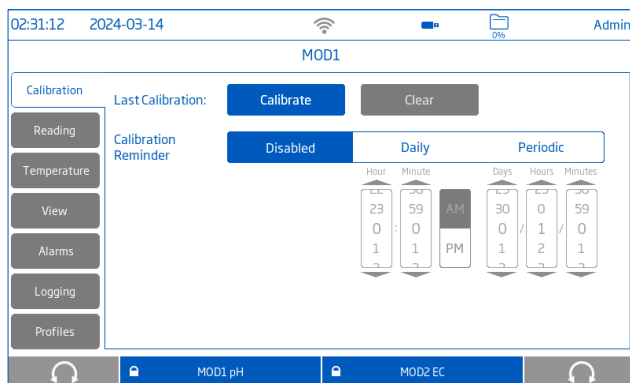 02:31:12 2024-03-14 0% Admin
MOD1
Calibration
Reading
Temperature
View
Alarms
Logging
Profiles
Last Calibration: Calibrate Clear
Calibration
Reminder
Disabled Daily Periodic
Hour Minute Days Hours Minutes
23 59 AM 30 0 59
0 : 0 0 / 1 / 0
1 1 PM 1 2 1
MOD1 pH MOD2 EC